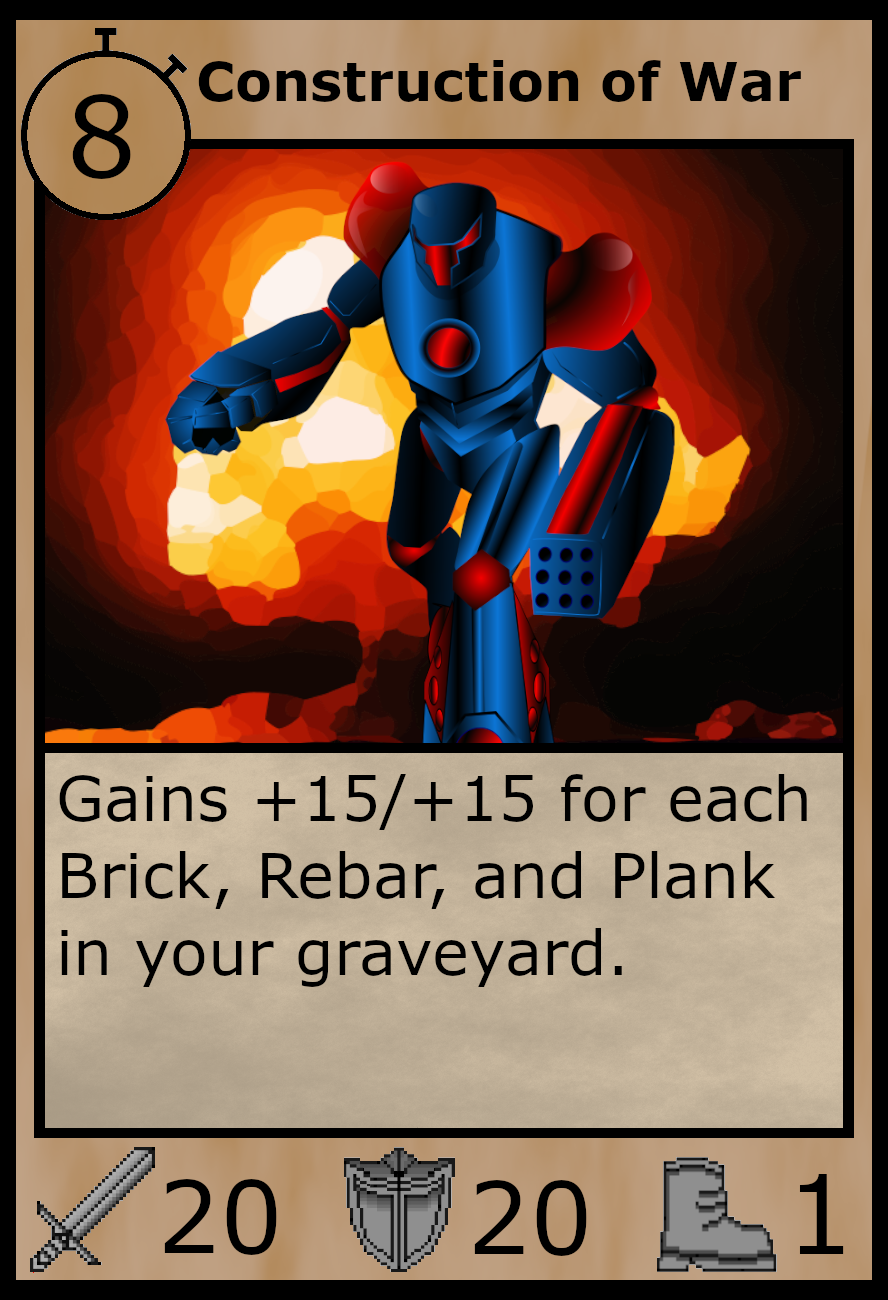 8
Construction of War
Gains +15/+15 for each
Brick, Rebar, and Plank
in your graveyard.
20 20 1